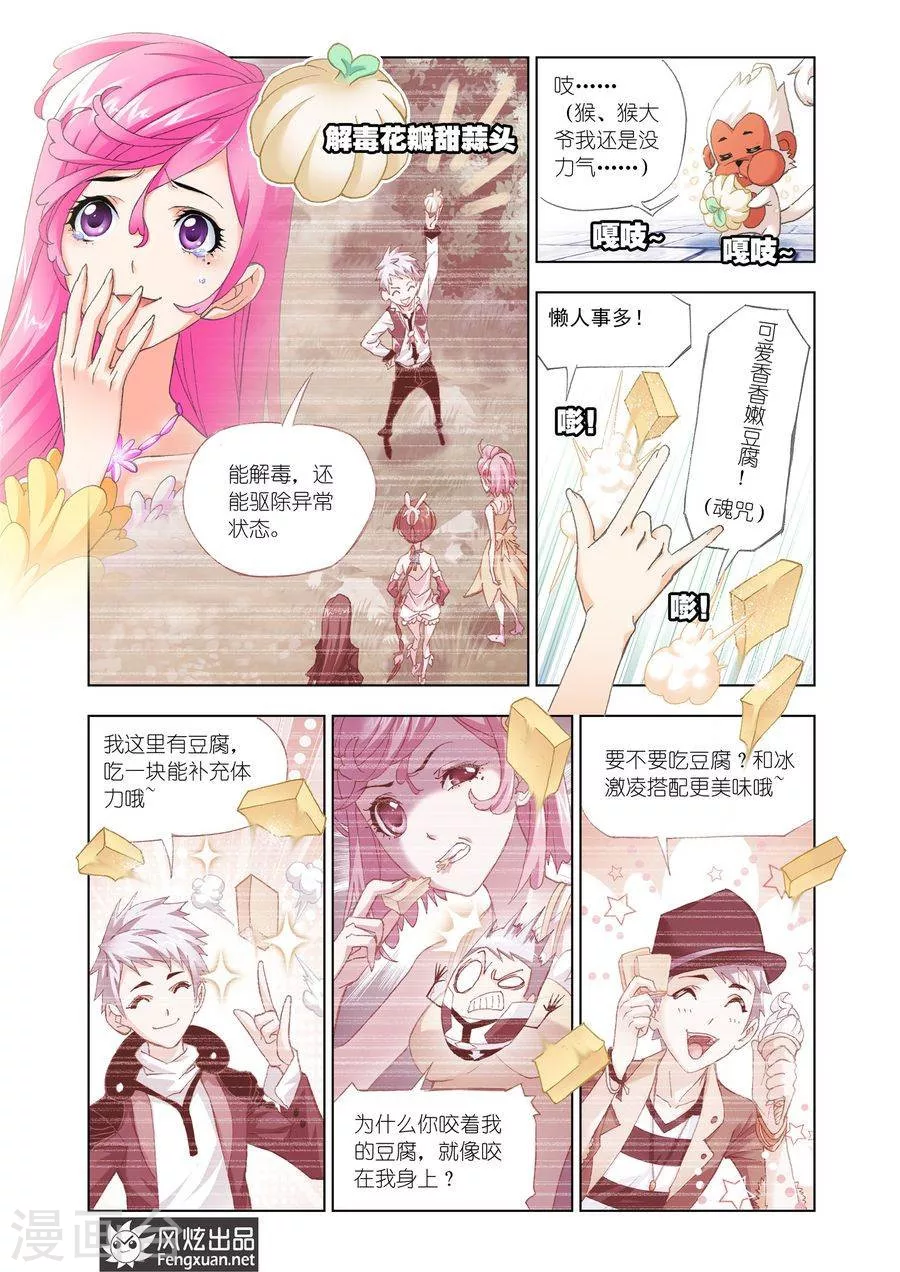 解毒花瓣甜蒜头
能解毒，还
能驱除异常
状态。
吱……
（猴、猴大
爷我还是没
力气……）
嘎吱~
嘎吱~
懒人事多！
可爱香香嫩豆腐！
（魂咒）
嘭！
嘭！
我这里有豆腐，
吃一块能补充体
力哦~
为什么你咬着我
的豆腐，就像咬
在我身上？
要不要吃豆腐？和冰
激凌搭配更美味哦~
漫画台
风炫出品
Fengxuan.net